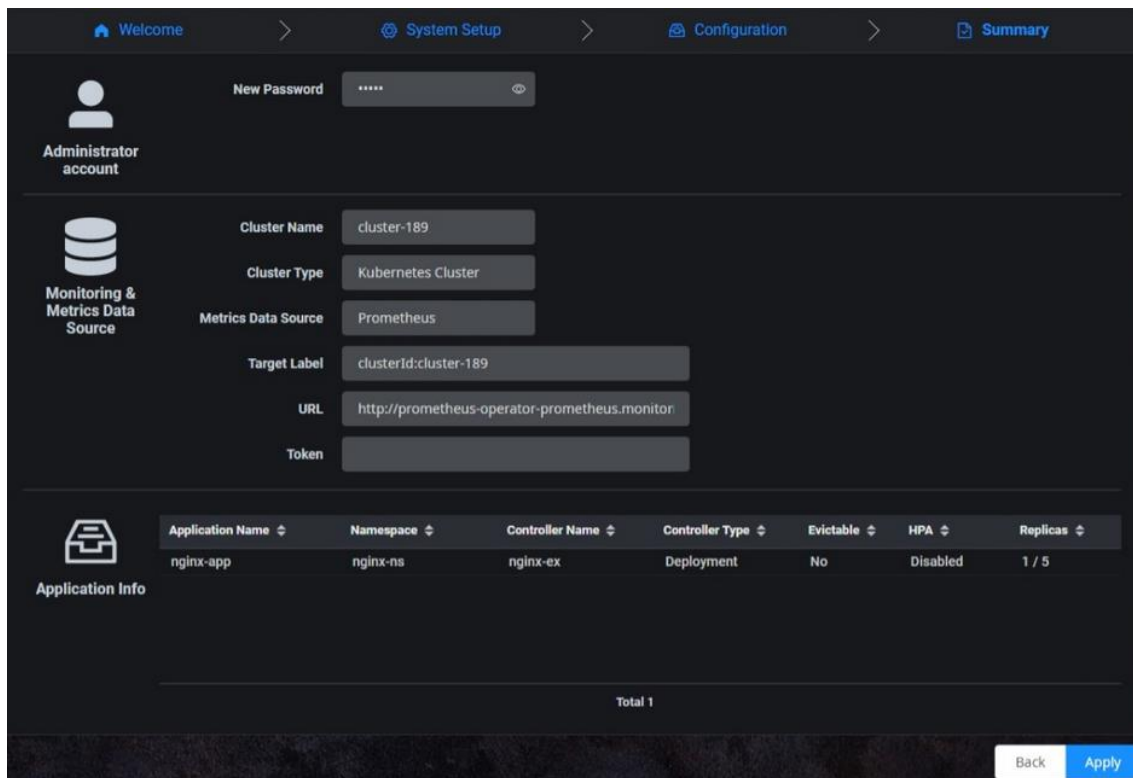 Welcome System Setup Configuration Summary
New Password •••••
Administrator
account
Cluster Name cluster-189
Cluster Type Kubernetes Cluster
Monitoring &
Metrics Data
Source
Metrics Data Source Prometheus
Target Label clusterId:cluster-189
URL http://prometheus-operator-prometheus.monitori
Token
Application Name Namespace Controller Name Controller Type Evictable HPA Replicas
nginx-app nginx-ns nginx-ex Deployment No Disabled 1 / 5
Application Info
Total 1
Back Apply